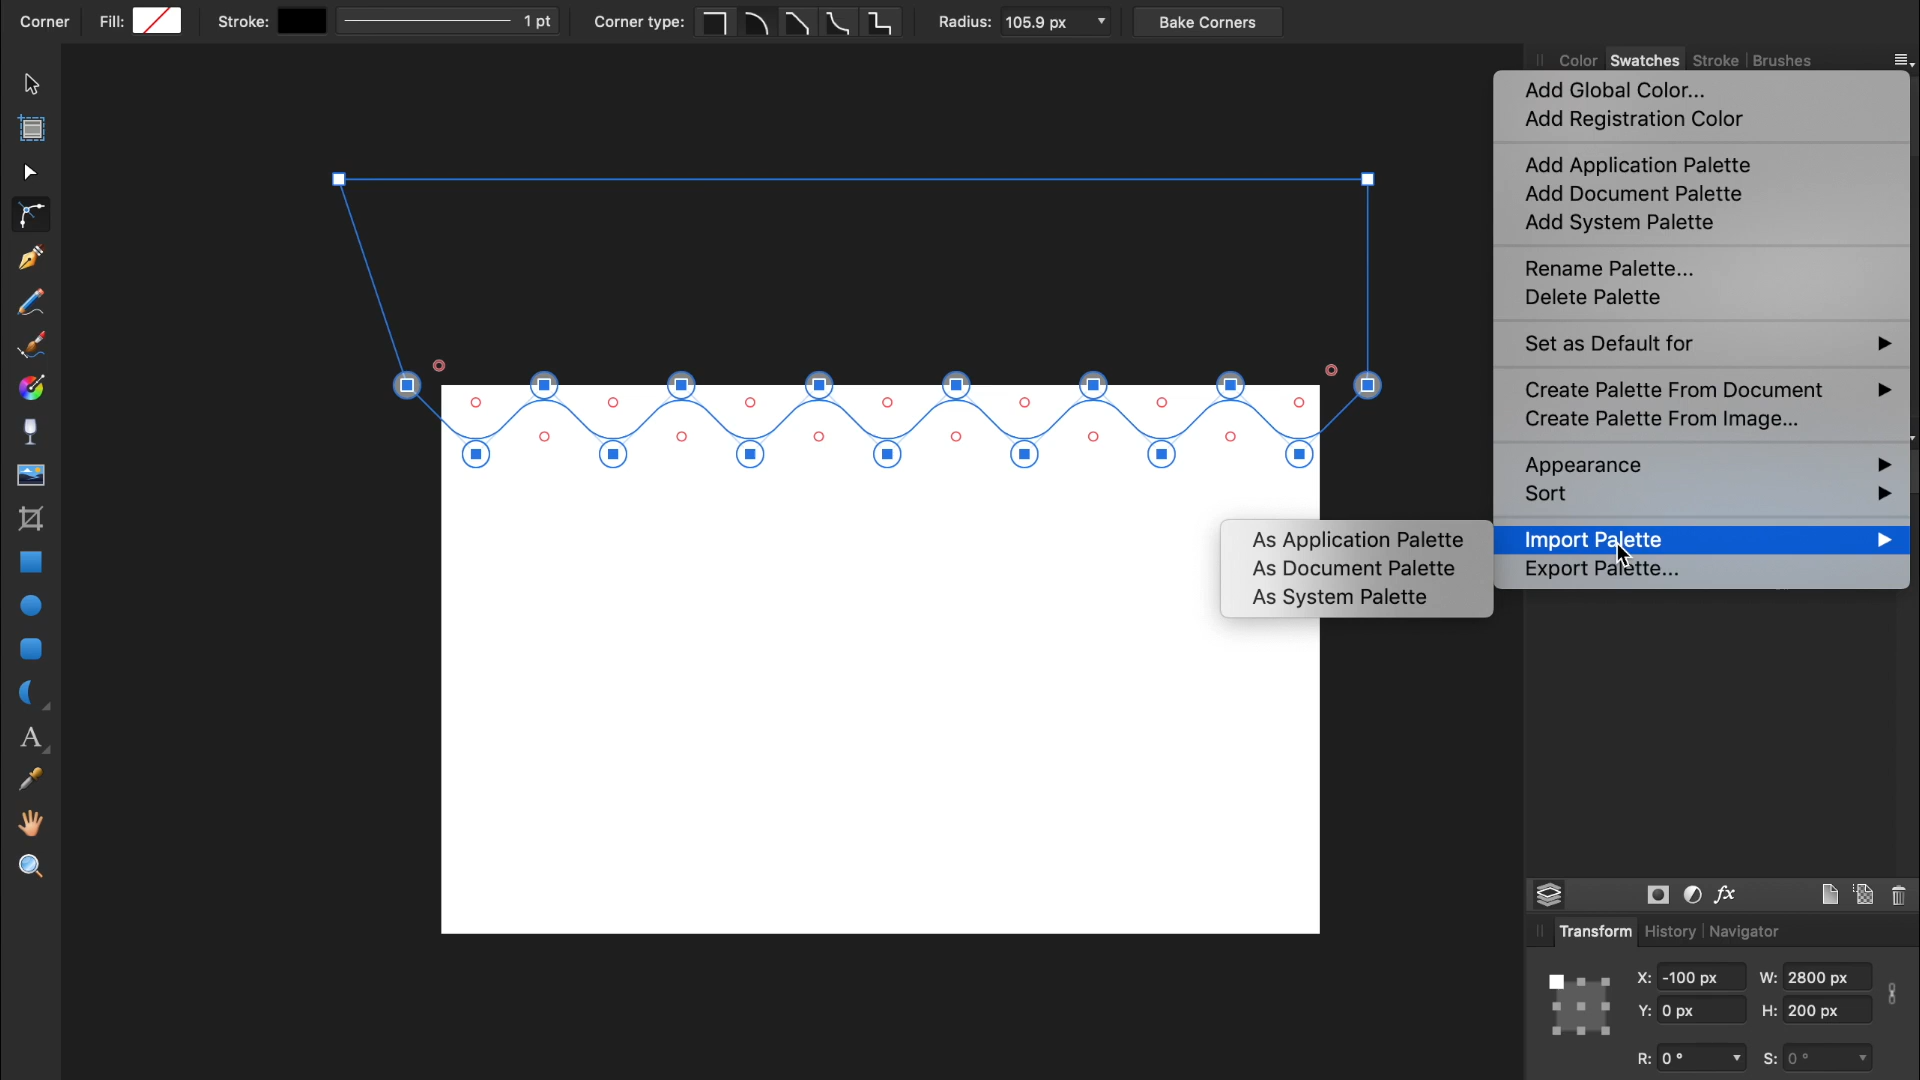 Corner Fill: Stroke: 1 pt Corner type: Radius: 105.9 px Bake Corners
Color Swatches Stroke Brushes
Add Global Color...
Add Registration Color
Add Application Palette
Add Document Palette
Add System Palette
Rename Palette...
Delete Palette
Set as Default for
Create Palette From Document
Create Palette From Image...
Appearance
Sort
Import Palette
Export Palette...
As Application Palette
As Document Palette
As System Palette
A
fx
Transform History Navigator
X: -100 px W: 2800 px
Y: 0 px H: 200 px
R: 0 ° S: 0 °